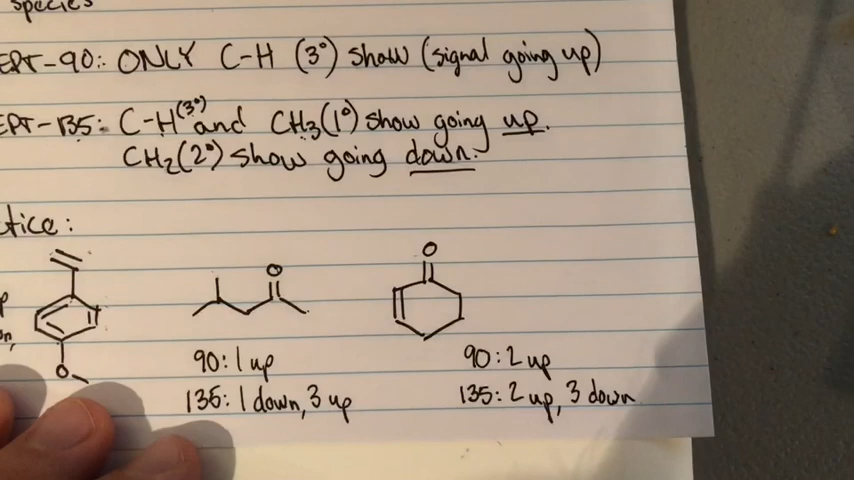 species
EPT-90: ONLY C-H (3°) show (signal going up)
EPT-135: C-H(3°) and CH3(1°) show going up.
CH2(2°) show going down.
tice:
O
O
O
90: 1 up
90: 2 up
135: 1 down, 3 up
135: 2 up, 3 down